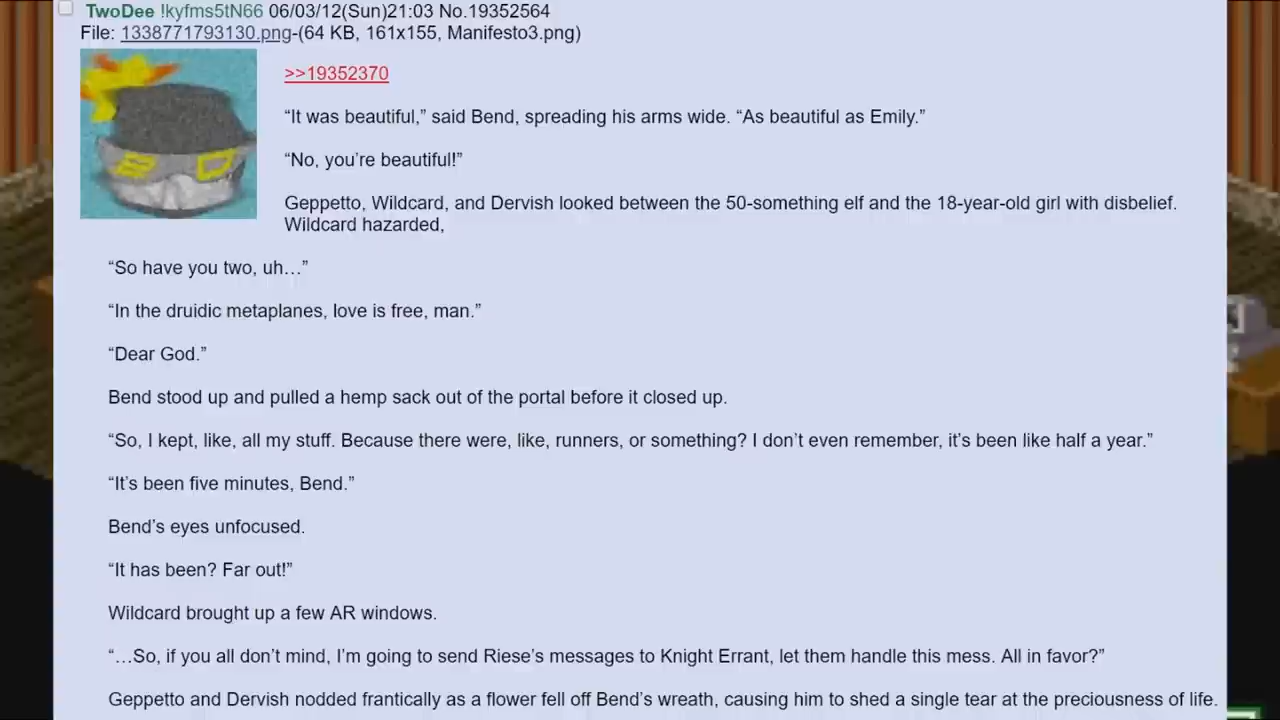 TwoDee !kyfms5tN66 06/03/12(Sun)21:03 No.19352564
File: 1338771793130.png-(64 KB, 161x155, Manifesto3.png)
>>19352370
“It was beautiful,” said Bend, spreading his arms wide. “As beautiful as Emily.”
“No, you’re beautiful!”
Geppetto, Wildcard, and Dervish looked between the 50-something elf and the 18-year-old girl with disbelief.
Wildcard hazarded,
“So have you two, uh…”
“In the druidic metaplanes, love is free, man.”
“Dear God.”
Bend stood up and pulled a hemp sack out of the portal before it closed up.
“So, I kept, like, all my stuff. Because there were, like, runners, or something? I don’t even remember, it’s been like half a year.”
“It’s been five minutes, Bend.”
Bend’s eyes unfocused.
“It has been? Far out!”
Wildcard brought up a few AR windows.
“…So, if you all don’t mind, I’m going to send Riese’s messages to Knight Errant, let them handle this mess. All in favor?”
Geppetto and Dervish nodded frantically as a flower fell off Bend’s wreath, causing him to shed a single tear at the preciousness of life.